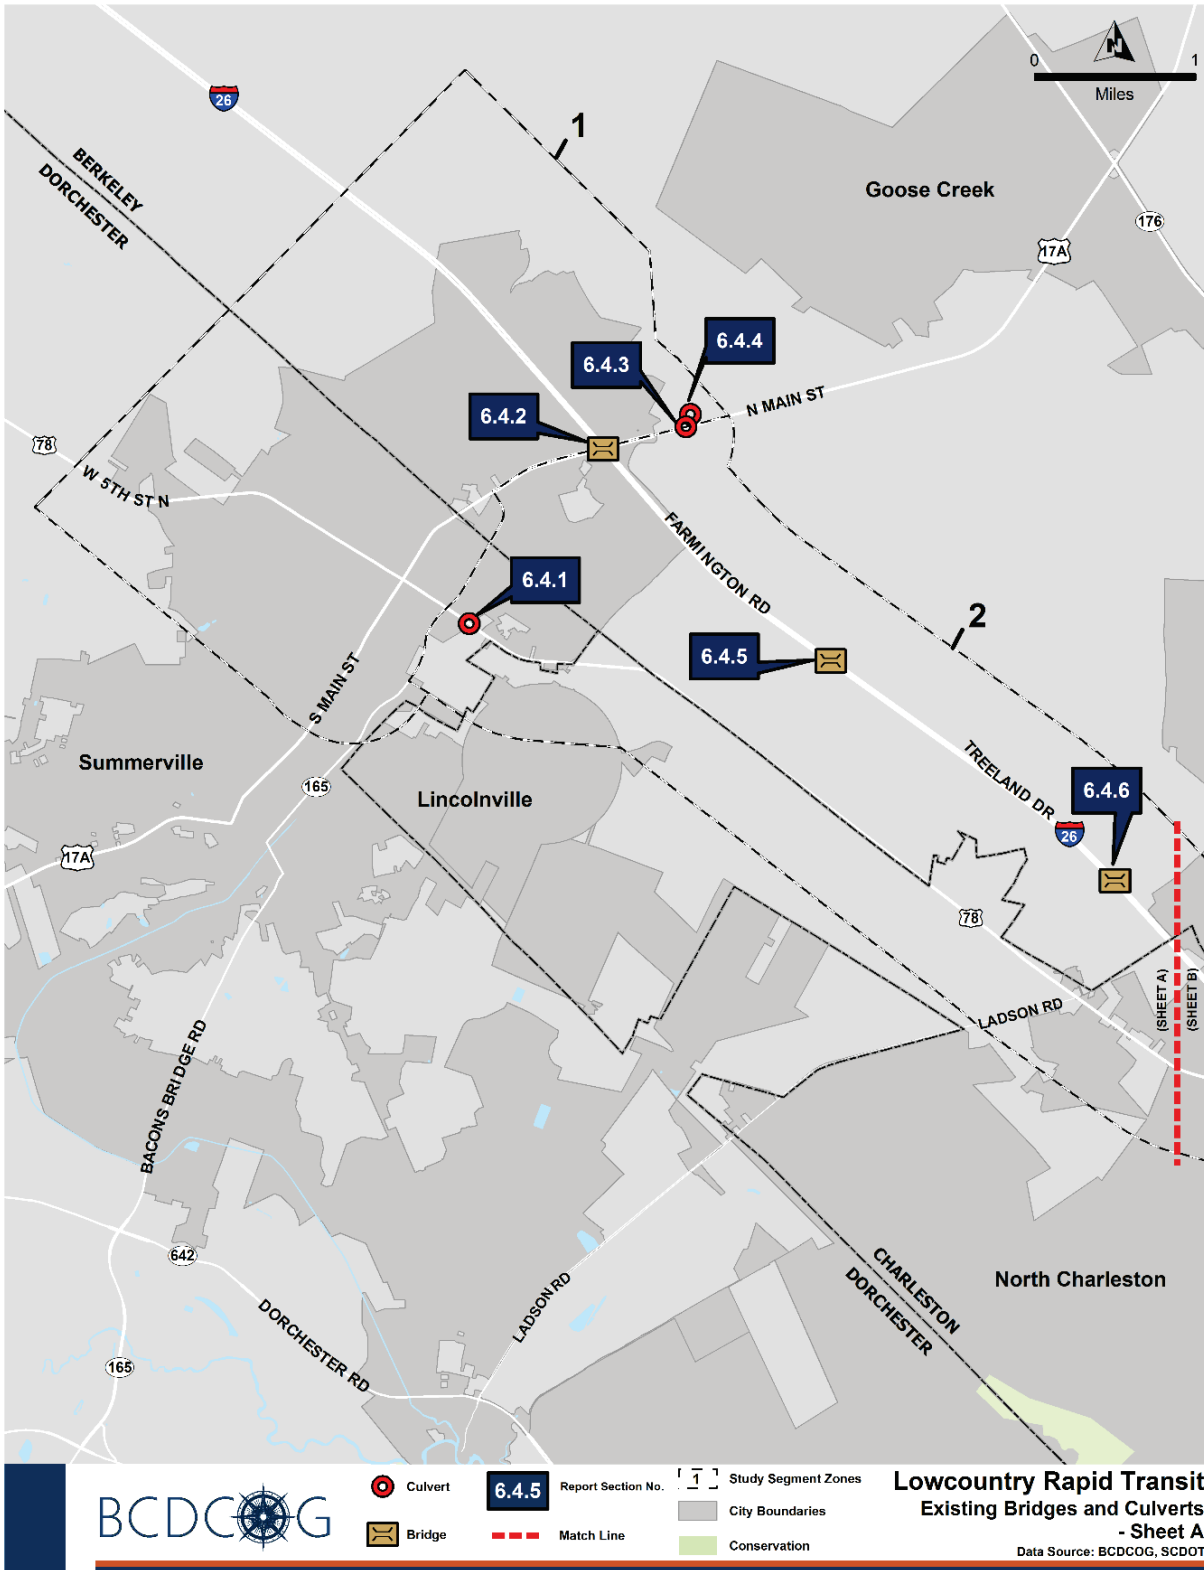 N
0
1
Miles
26
1
BERKELEY
DORCHESTER
Goose Creek
176
17A
6.4.4
6.4.3
6.4.2
N MAIN ST
78
W 5TH ST N
FARMINGTON RD
6.4.1
2
6.4.5
S MAIN ST
Summerville
165
Lincolnville
TREELAND DR
6.4.6
26
17A
78
(SHEET A)
(SHEET B)
LADSON RD
BACONS BRIDGE RD
642
CHARLESTON
DORCHESTER
North Charleston
LADSON RD
DORCHESTER RD
165
BCDCOG
Culvert
Bridge
6.4.5
Report Section No.
Match Line
1
Study Segment Zones
City Boundaries
Conservation
Lowcountry Rapid Transit
Existing Bridges and Culverts
- Sheet A
Data Source: BCDCOG, SCDOT